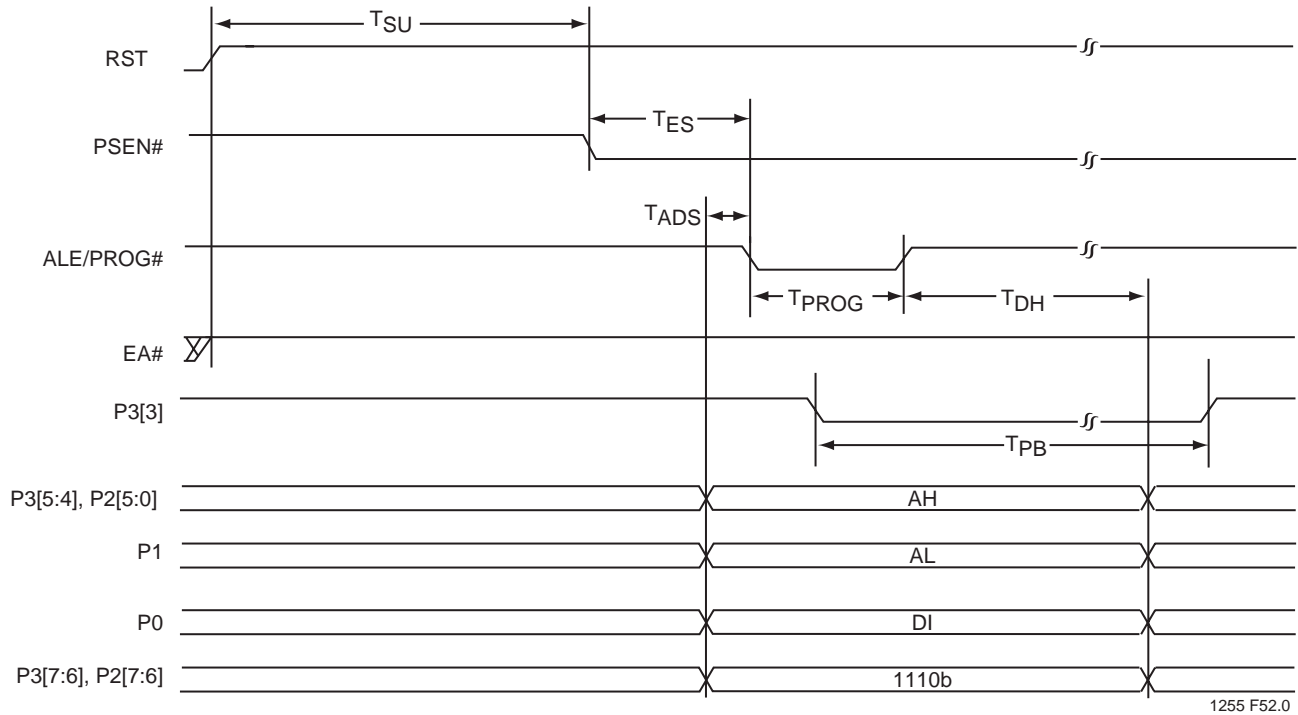 TSU
RST
TES
PSEN#
TADS
ALE/PROG#
TPROG
TDH
EA#
P3[3]
TPB
P3[5:4], P2[5:0]
AH
P1
AL
P0
DI
P3[7:6], P2[7:6]
1110b
1255 F52.0